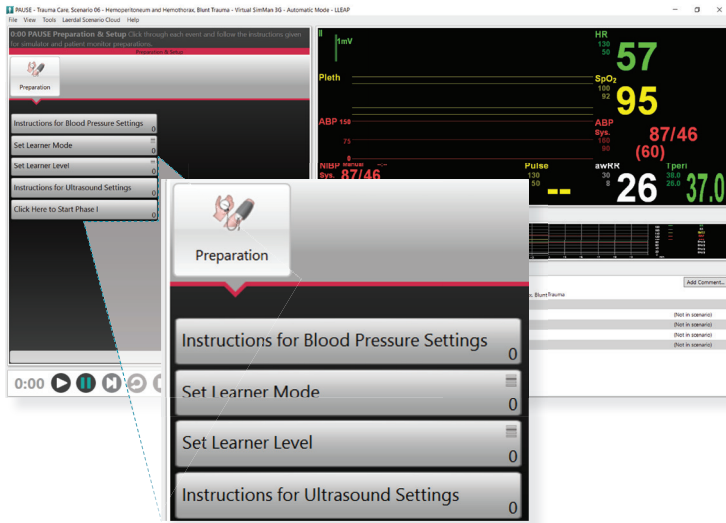 PAUSE - Trauma Care, Scenario 06 - Hemoperitoneum and Hemothorax, Blunt Trauma - Virtual SimMan 3G - Automatic Mode - LLEAP
File View Tools Laerdal Scenario Cloud Help
0:00 PAUSE Preparation & Setup Click through each event and follow the instructions given
for simulator and patient monitor preparations.
Preparation & Setup
Preparation
Instructions for Blood Pressure Settings
0
Set Learner Mode
0
Set Learner Level
0
Instructions for Ultrasound Settings
0
Click Here to Start Phase I
0
0:00
II
1mV
Pleth
ABP 150
75
0
HR
130
50
57
SpO₂
100
92
95
ABP
Sys.
160
90
87/46
(60)
NIBP Manual -:--
Sys. 87/46
Pulse
130
50
--
awRR
30
8
26
Tperi
38.0
26.0
37.0
Add Comment...
s: Blunt Trauma
(Not in scenario)
(Not in scenario)
(Not in scenario)
(Not in scenario)
Preparation
Instructions for Blood Pressure Settings
0
Set Learner Mode
0
Set Learner Level
0
Instructions for Ultrasound Settings
0